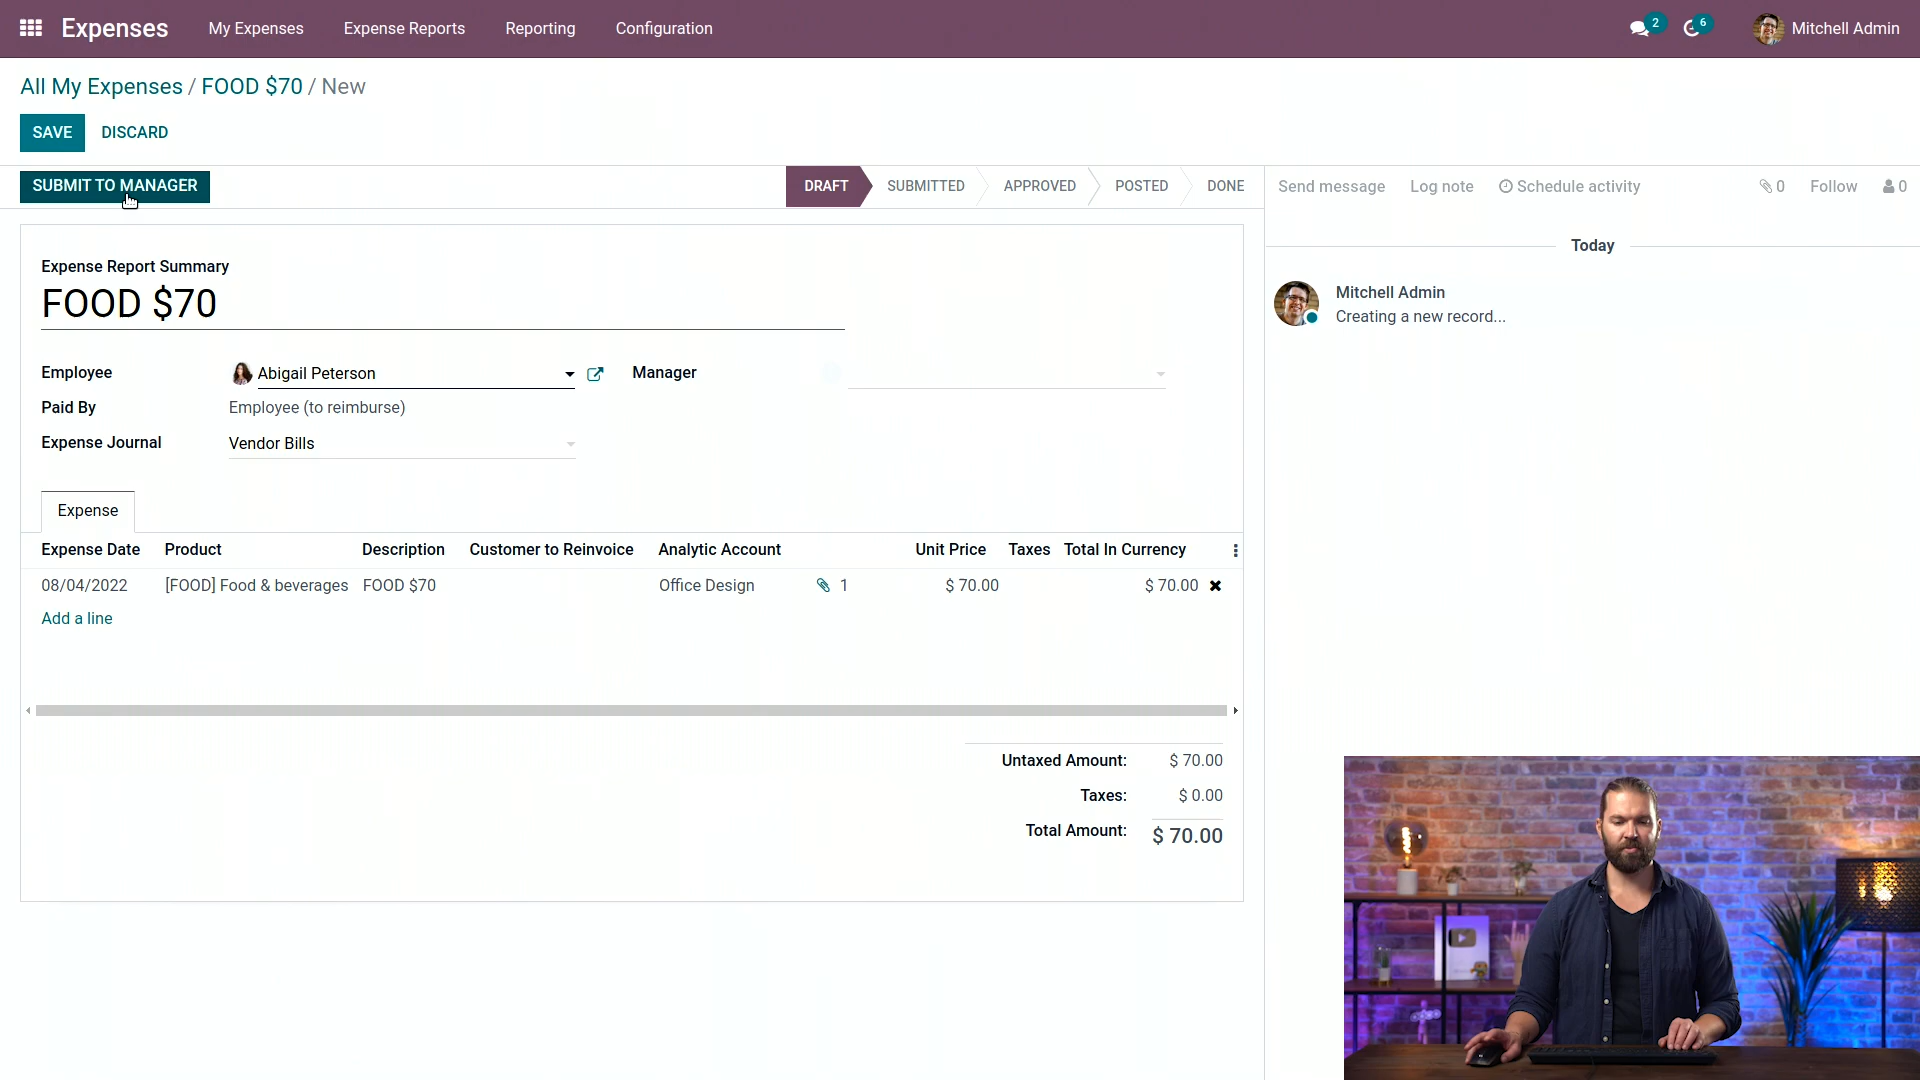 Expenses My Expenses Expense Reports Reporting Configuration 2 6 Mitchell Admin
All My Expenses / FOOD $70 / New
SAVE DISCARD
SUBMIT TO MANAGER DRAFT SUBMITTED APPROVED POSTED DONE Send message Log note Schedule activity 0 Follow 0
Today
Expense Report Summary
FOOD $70
Mitchell Admin
Creating a new record...
Employee Abigail Peterson Manager
Paid By Employee (to reimburse)
Expense Journal Vendor Bills
Expense
Expense Date Product Description Customer to Reinvoice Analytic Account Unit Price Taxes Total In Currency
08/04/2022 [FOOD] Food & beverages FOOD $70 Office Design 1 $ 70.00 $ 70.00
Add a line
Untaxed Amount: $ 70.00
Taxes: $ 0.00
Total Amount: $ 70.00